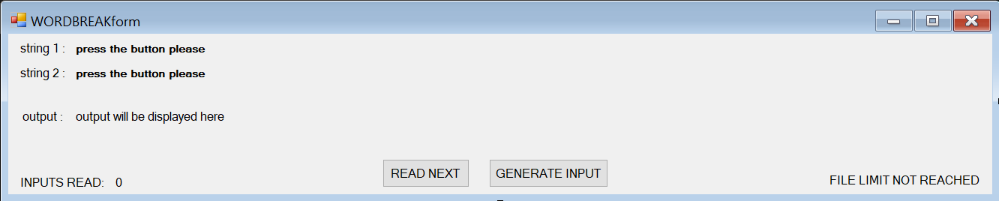 WORDBREAKform
string 1 : press the button please
string 2 : press the button please
output : output will be displayed here
READ NEXT GENERATE INPUT
INPUTS READ: 0 FILE LIMIT NOT REACHED